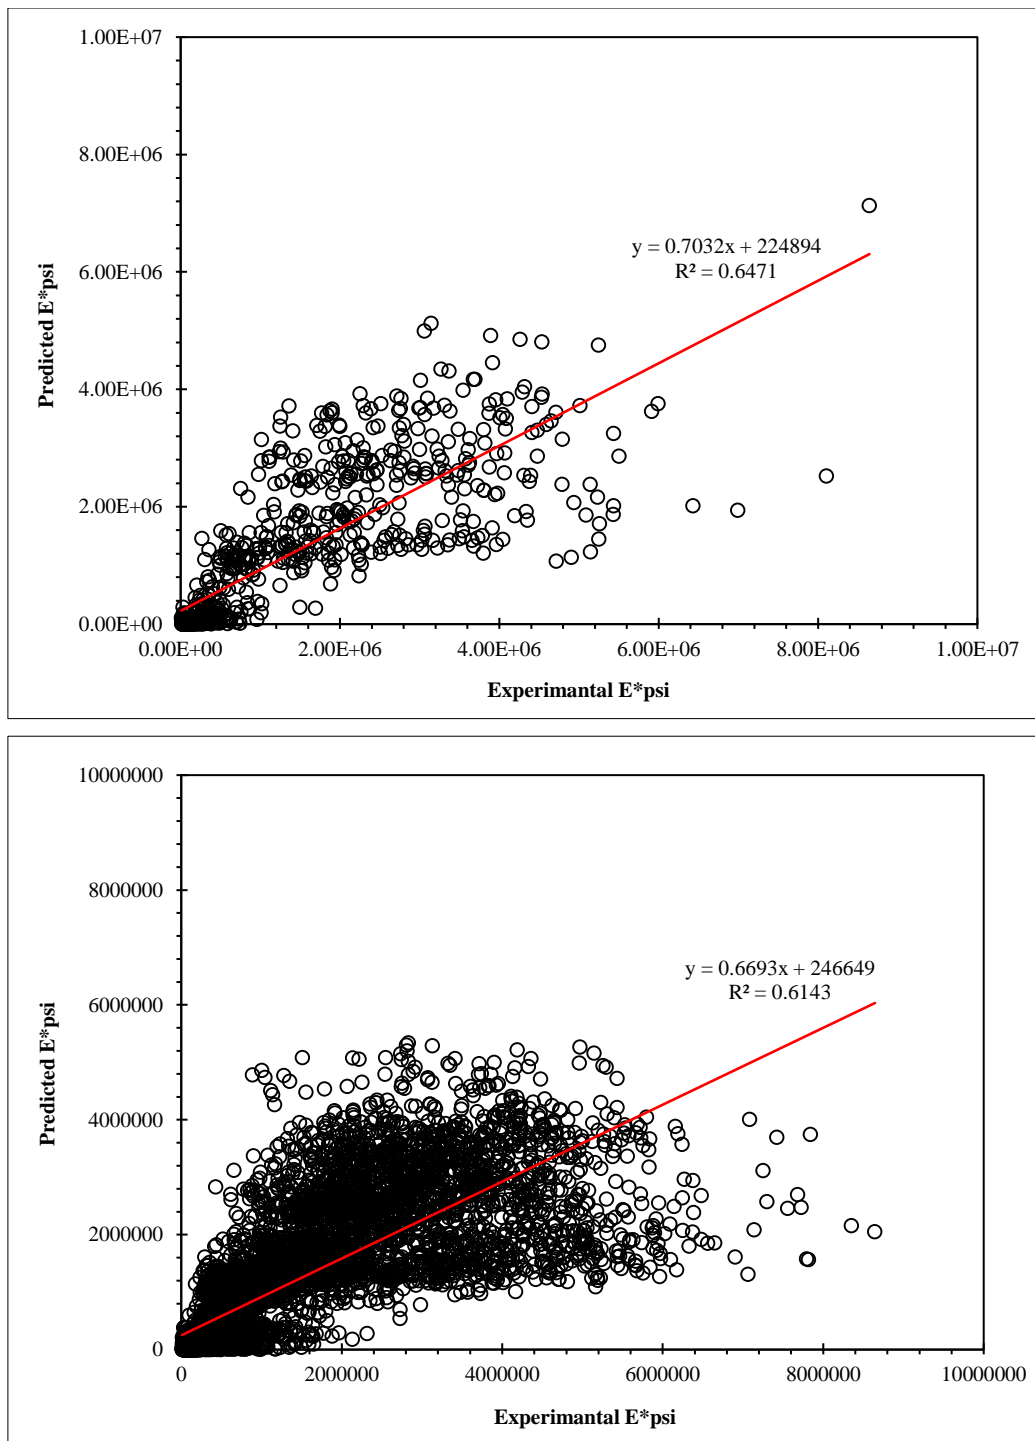 1.00E+07
8.00E+06
6.00E+06
4.00E+06
2.00E+06
0.00E+00
Predicted E*psi
y = 0.7032x + 224894
R² = 0.6471
0.00E+00 2.00E+06 4.00E+06 6.00E+06 8.00E+06 1.00E+07
Experimantal E*psi
10000000
8000000
6000000
4000000
2000000
0
Predicted E*psi
y = 0.6693x + 246649
R² = 0.6143
0 2000000 4000000 6000000 8000000 10000000
Experimantal E*psi